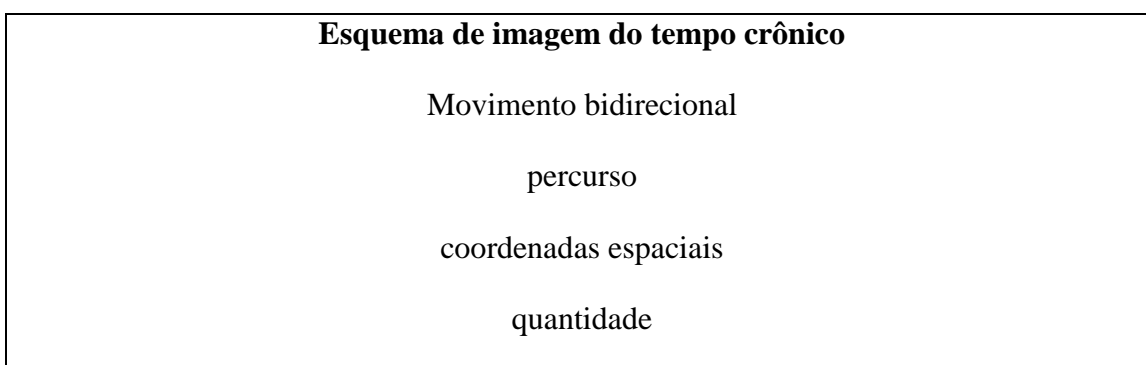 Esquema de imagem do tempo crônico
Movimento bidirecional
percurso
coordenadas espaciais
quantidade